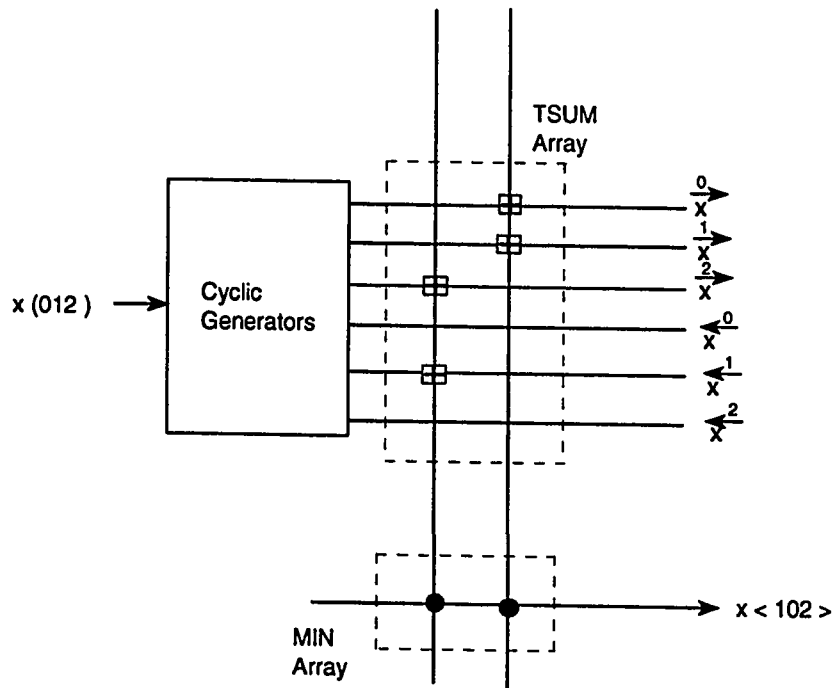 TSUM
Array
0
x
1
x
2
x
x (012 )
Cyclic
Generators
x 0
x 1
x 2
x < 102 >
MIN
Array